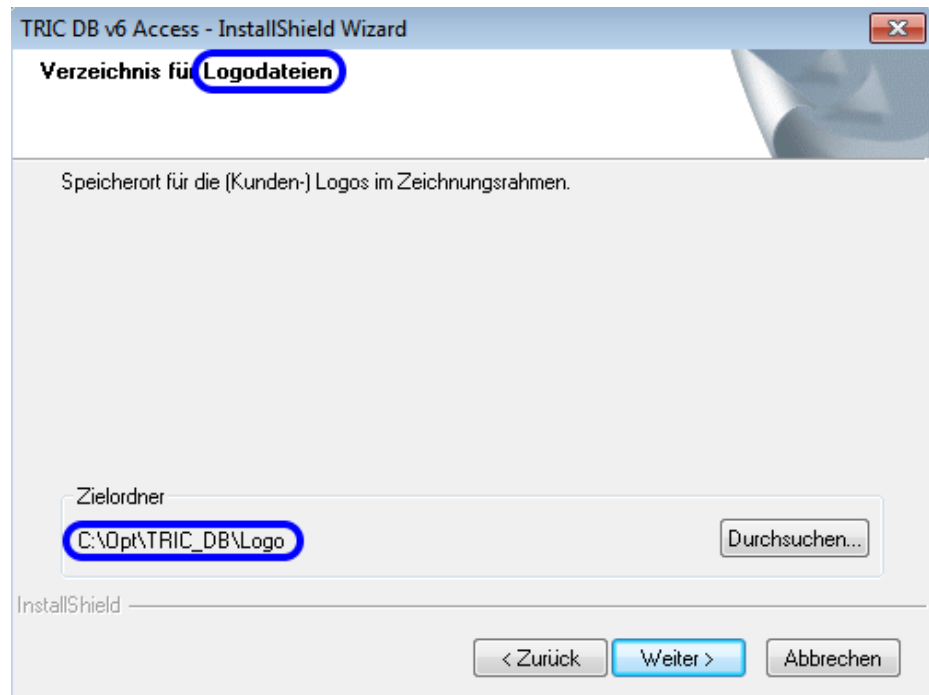 TRIC DB v6 Access - InstallShield Wizard
Verzeichnis für Logodateien
Speicherort für die (Kunden-) Logos im Zeichnungsrahmen.
Zielordner
C:\Opt\TRIC_DB\Logo
Durchsuchen...
InstallShield
< Zurück
Weiter >
Abbrechen